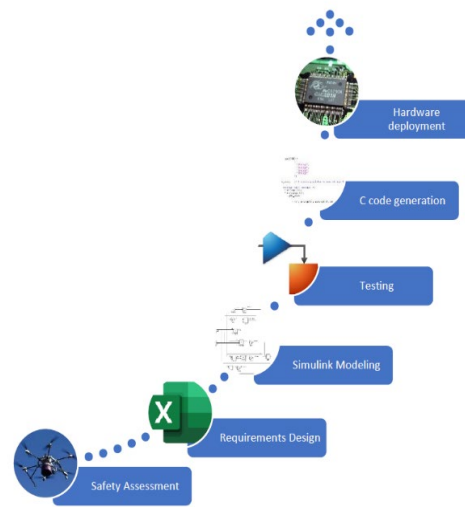 Hardware
deployment
C code generation
Testing
Simulink Modeling
X
Requirements Design
Safety Assessment